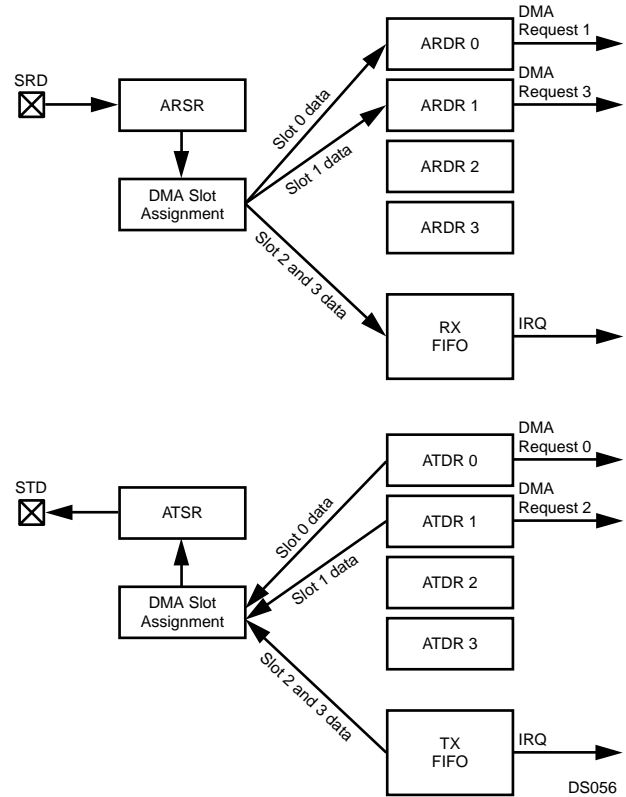 DMA
Request 1
ARDR 0
SRD
DMA
Request 3
ARSR
ARDR 1
Slot 0 data
Slot 1 data
ARDR 2
DMA Slot
Assignment
ARDR 3
Slot 2 and 3 data
RX
FIFO
IRQ
DMA
Request 0
ATDR 0
STD
DMA
Request 2
ATSR
ATDR 1
Slot 0 data
Slot 1 data
ATDR 2
DMA Slot
Assignment
ATDR 3
Slot 2 and 3 data
TX
FIFO
IRQ
DS056